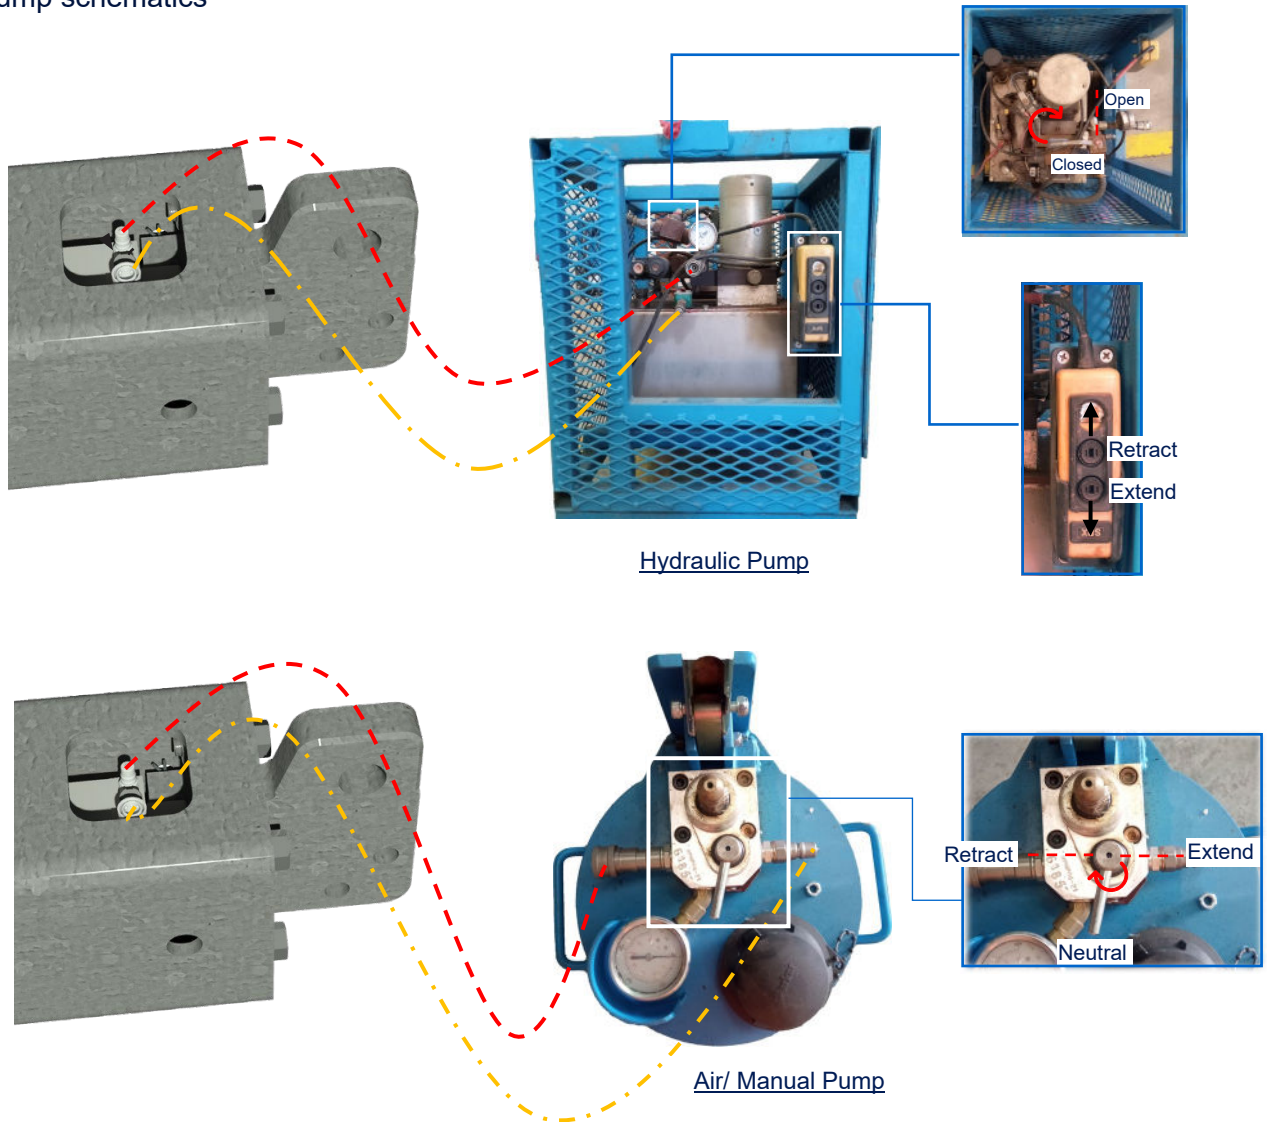 ump schematics
Open
Closed
Retract
Extend
Hydraulic Pump
Retract
Extend
Neutral
Air/ Manual Pump